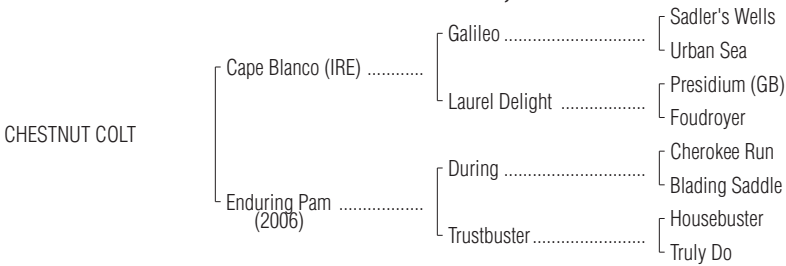 Sadler's Wells
Galileo ..............................
Urban Sea
Cape Blanco (IRE) ............
Presidium (GB)
Laurel Delight ..................
Foudroyer
CHESTNUT COLT
Cherokee Run
During ..............................
Blading Saddle
Enduring Pam ..................
(2006)
Housebuster
Trustbuster........................
Truly Do